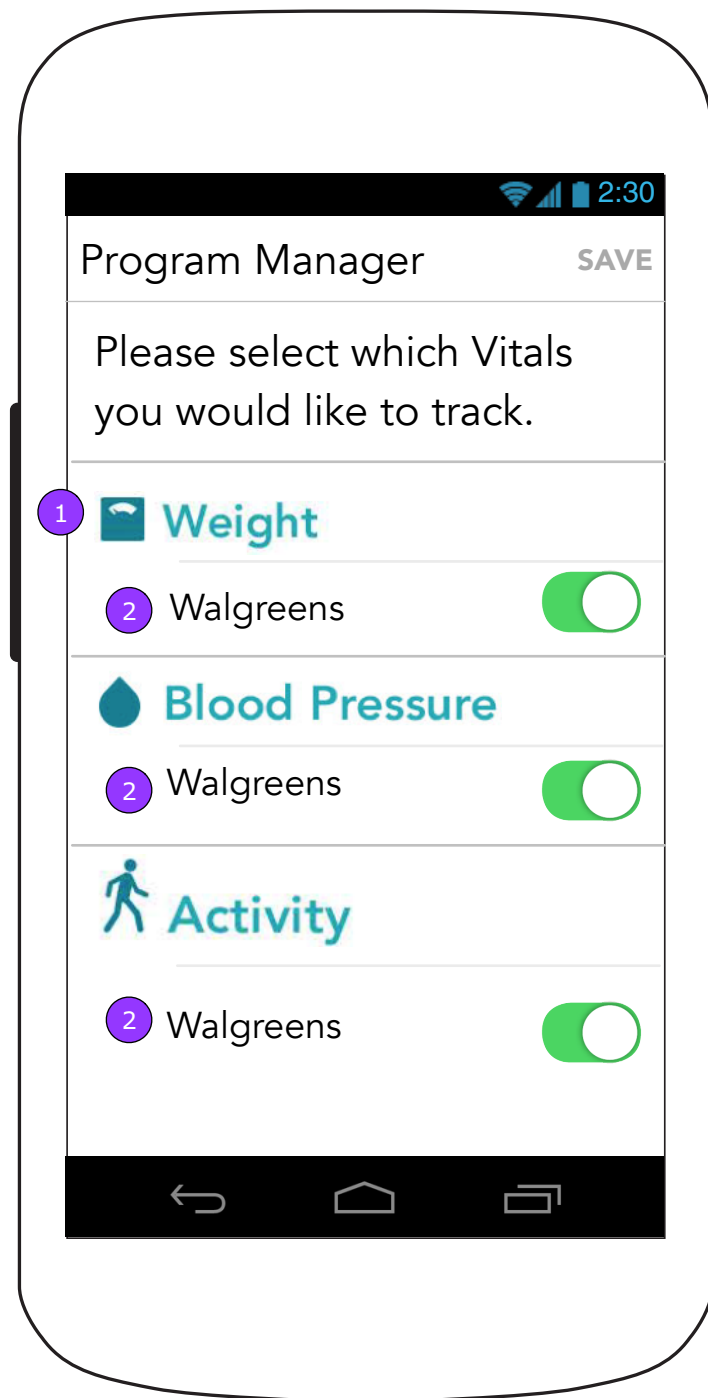 2:30
Program Manager SAVE
Please select which Vitals
you would like to track.
1 Weight
2 Walgreens
Blood Pressure
2 Walgreens
Activity
2 Walgreens